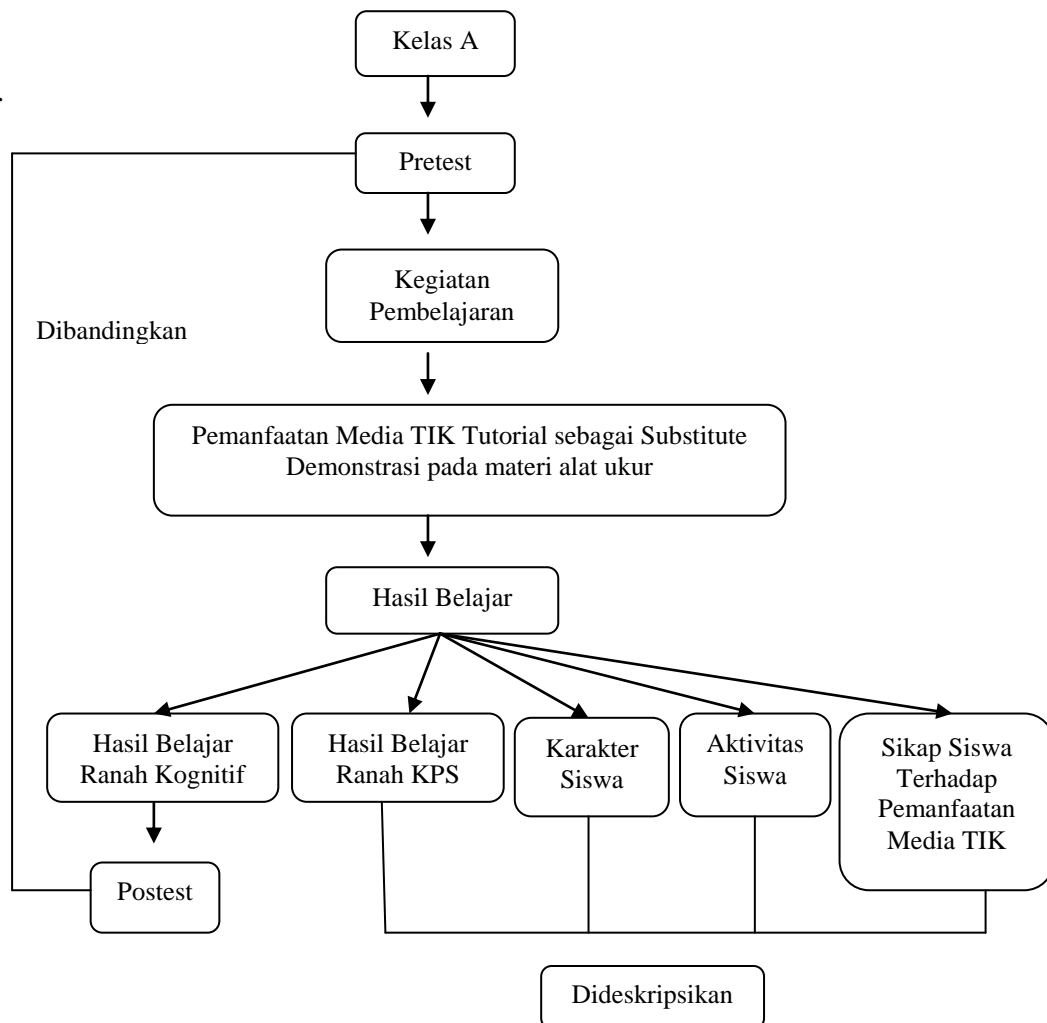 Kelas A
.
Pretest
Kegiatan
Pembelajaran
Dibandingkan
Pemanfaatan Media TIK Tutorial sebagai Substitute
Demonstrasi pada materi alat ukur
Hasil Belajar
Hasil Belajar
Ranah Kognitif
Hasil Belajar
Ranah KPS
Karakter
Siswa
Aktivitas
Siswa
Sikap Siswa
Terhadap
Pemanfaatan
Media TIK
Postest
Dideskripsikan